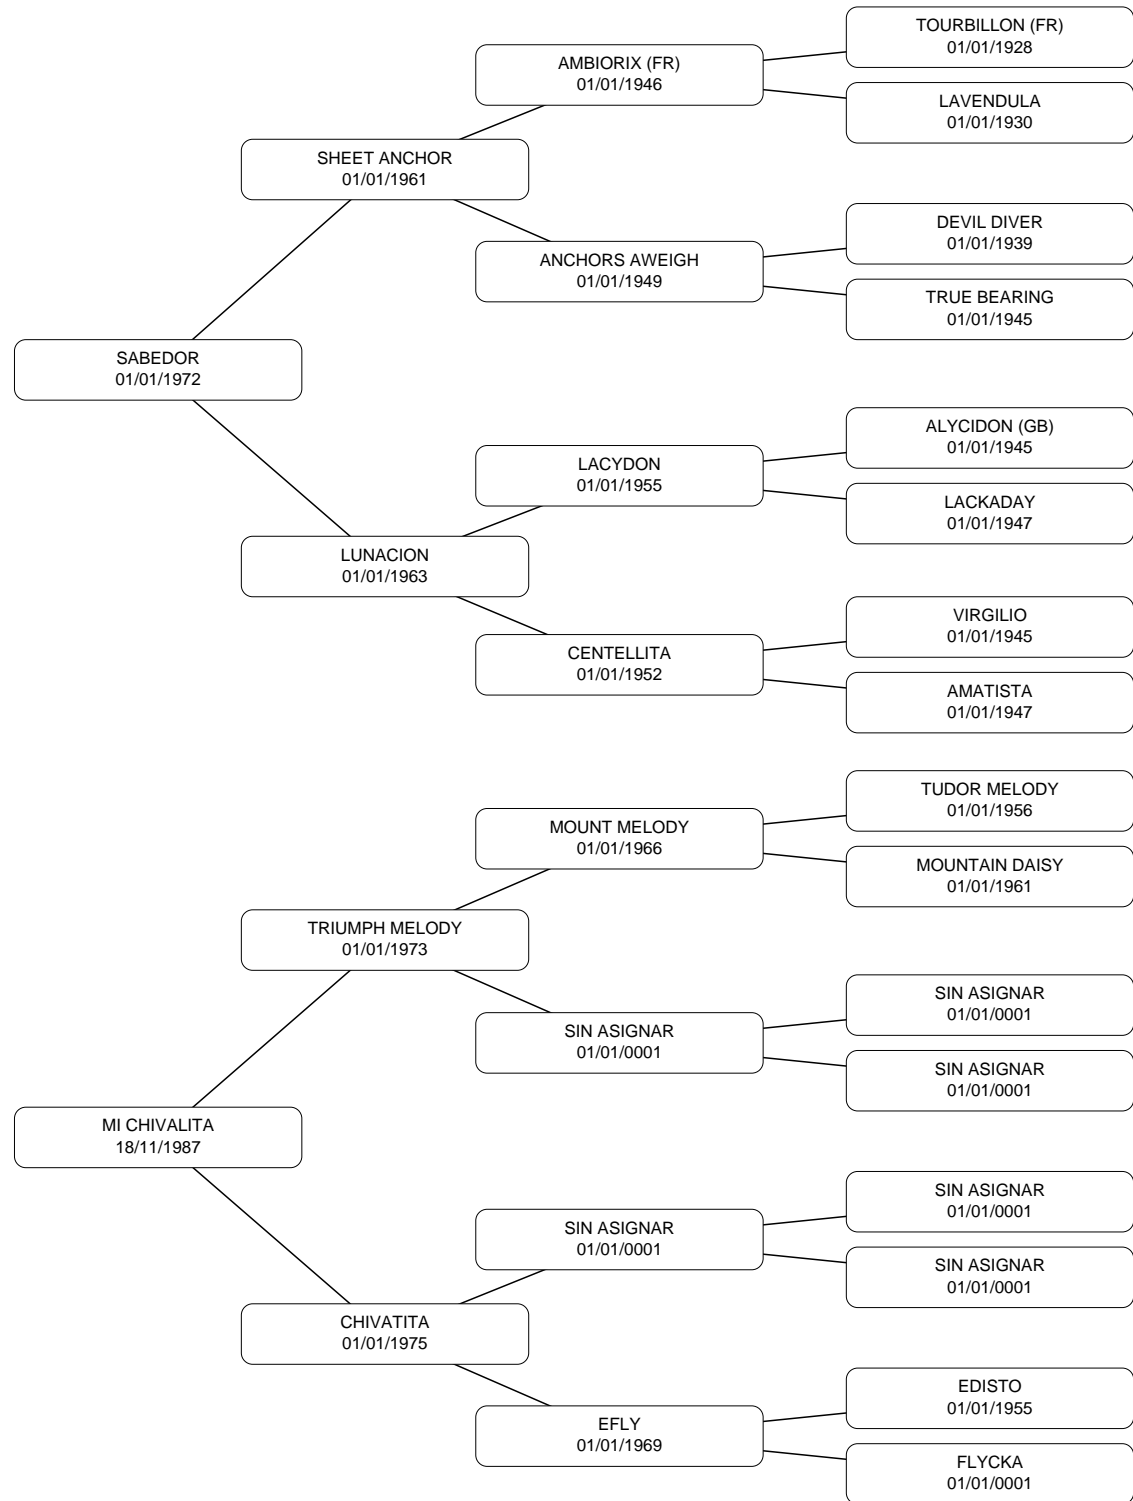 TOURBILLON (FR)
01/01/1928
AMBIORIX (FR)
01/01/1946
LAVENDULA
01/01/1930
SHEET ANCHOR
01/01/1961
DEVIL DIVER
01/01/1939
ANCHORS AWEIGH
01/01/1949
TRUE BEARING
01/01/1945
SABEDOR
01/01/1972
ALYCIDON (GB)
01/01/1945
LACYDON
01/01/1955
LACKADAY
01/01/1947
LUNACION
01/01/1963
VIRGILIO
01/01/1945
CENTELLITA
01/01/1952
AMATISTA
01/01/1947
TUDOR MELODY
01/01/1956
MOUNT MELODY
01/01/1966
MOUNTAIN DAISY
01/01/1961
TRIUMPH MELODY
01/01/1973
SIN ASIGNAR
01/01/0001
SIN ASIGNAR
01/01/0001
SIN ASIGNAR
01/01/0001
MI CHIVALITA
18/11/1987
SIN ASIGNAR
01/01/0001
SIN ASIGNAR
01/01/0001
SIN ASIGNAR
01/01/0001
CHIVATITA
01/01/1975
EDISTO
01/01/1955
EFLY
01/01/1969
FLYCKA
01/01/0001